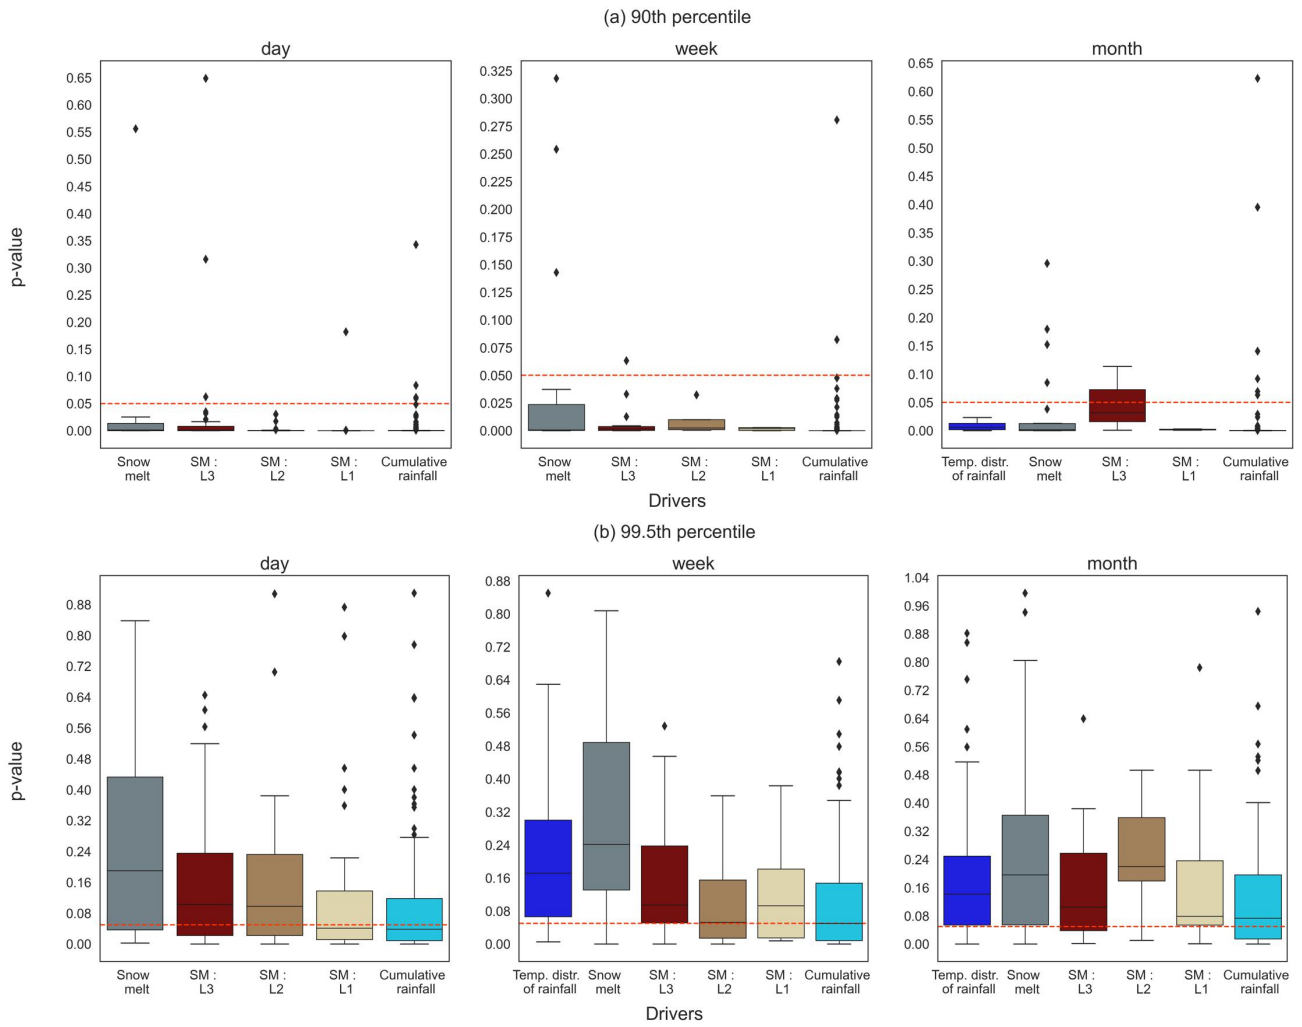 (a) 90th percentile
day
week
month
p-value
0.65
0.60
0.55
0.50
0.45
0.40
0.35
0.30
0.25
0.20
0.15
0.10
0.05
0.00
Snow
melt
SM :
L3
SM :
L2
SM :
L1
Cumulative
rainfall
0.325
0.300
0.275
0.250
0.225
0.200
0.175
0.150
0.125
0.100
0.075
0.050
0.025
0.000
Snow
melt
SM :
L3
SM :
L2
SM :
L1
Cumulative
rainfall
0.65
0.60
0.55
0.50
0.45
0.40
0.35
0.30
0.25
0.20
0.15
0.10
0.05
0.00
Temp. distr.
of rainfall
Snow
melt
SM :
L3
SM :
L1
Cumulative
rainfall
Drivers
(b) 99.5th percentile
day
week
month
p-value
0.88
0.80
0.72
0.64
0.56
0.48
0.40
0.32
0.24
0.16
0.08
0.00
Snow
melt
SM :
L3
SM :
L2
SM :
L1
Cumulative
rainfall
0.88
0.80
0.72
0.64
0.56
0.48
0.40
0.32
0.24
0.16
0.08
0.00
Temp. distr.
of rainfall
Snow
melt
SM :
L3
SM :
L2
SM :
L1
Cumulative
rainfall
1.04
0.96
0.88
0.80
0.72
0.64
0.56
0.48
0.40
0.32
0.24
0.16
0.08
0.00
Temp. distr.
of rainfall
Snow
melt
SM :
L3
SM :
L2
SM :
L1
Cumulative
rainfall
Drivers